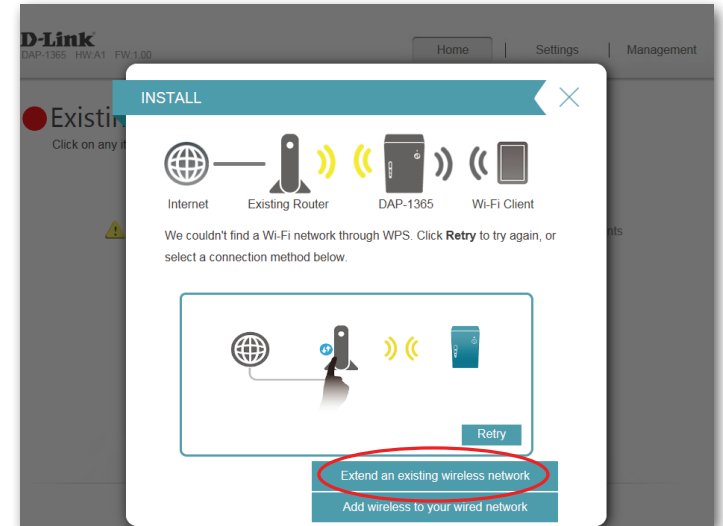 D-Link
DAP-1365 HW:A1 FW:1.00
Home | Settings | Management
INSTALL
Existin
Click on any it
Internet Existing Router DAP-1365 Wi-Fi Client
We couldn't find a Wi-Fi network through WPS. Click Retry to try again, or
select a connection method below.
nts
Retry
Extend an existing wireless network
Add wireless to your wired network